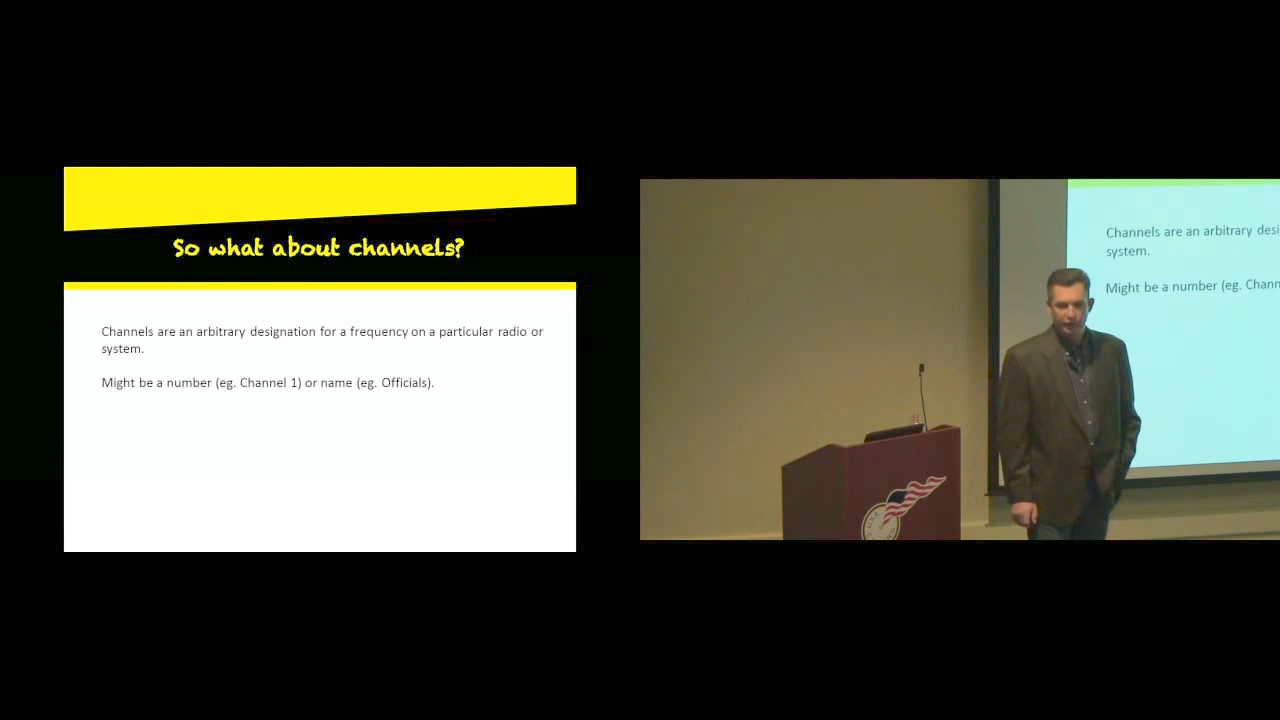 So what about channels?
Channels are an arbitrary designation for a frequency on a particular radio or
system.
Might be a number (eg. Channel 1) or name (eg. Officials).
Channels are an arbitrary desi
system.
Might be a number (eg. Chann
USA